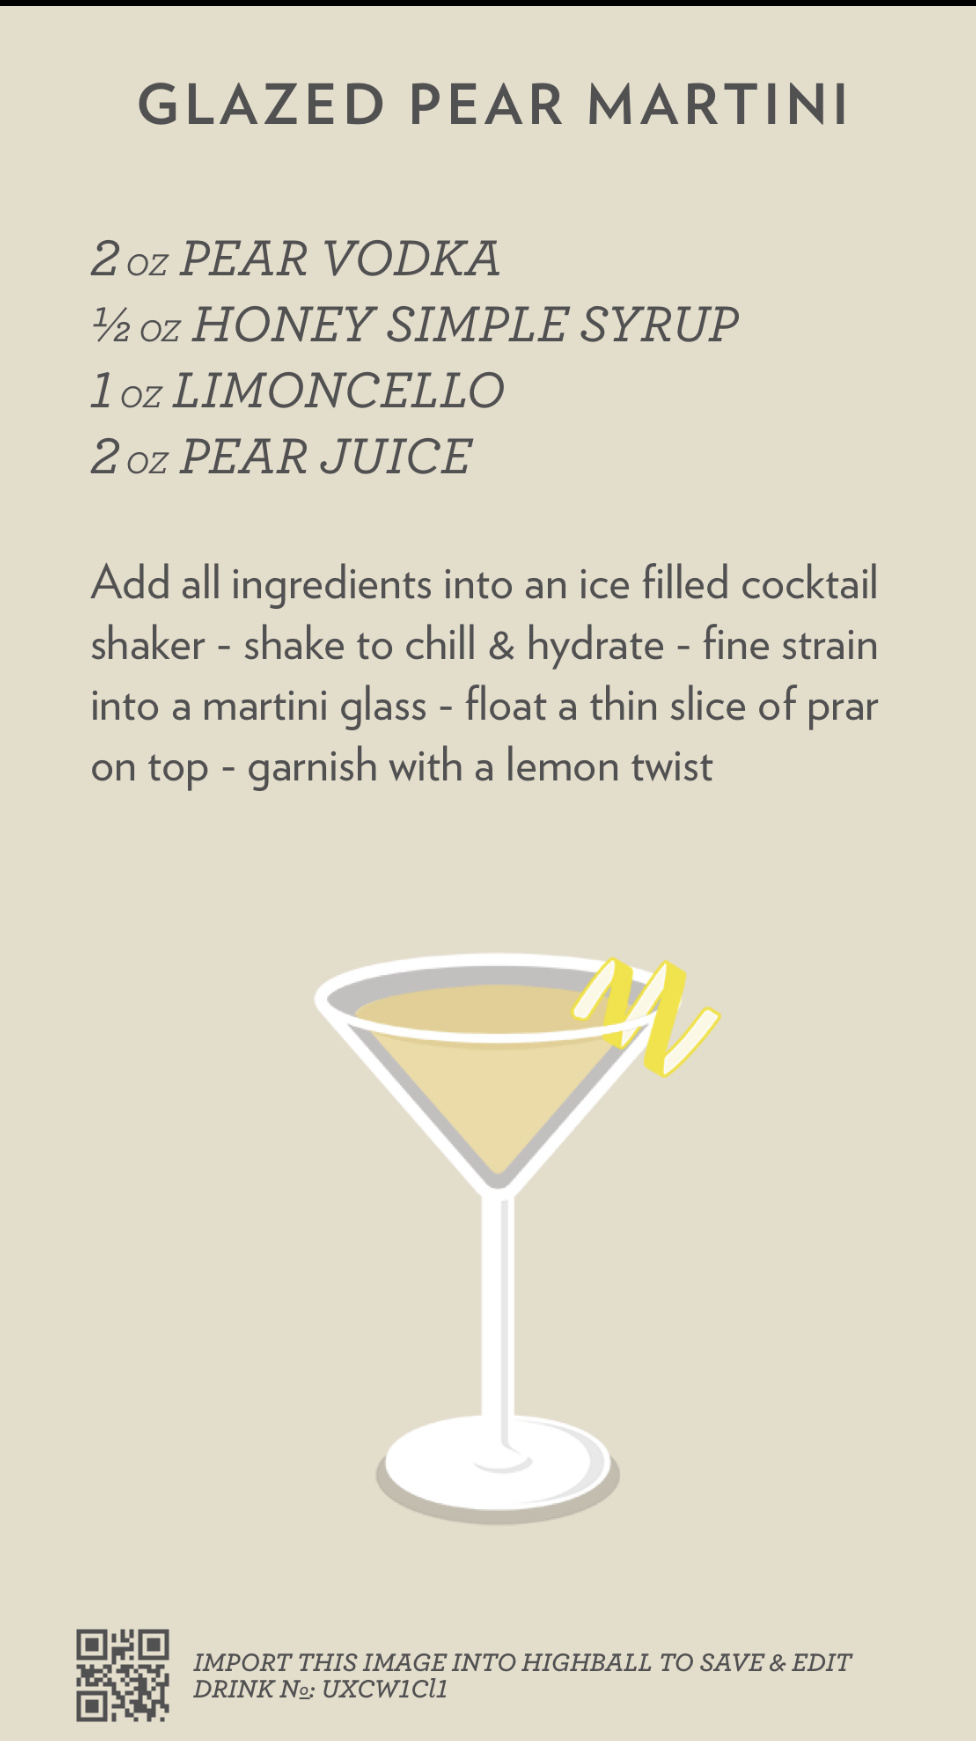 GLAZED PEAR MARTINI
2 OZ PEAR VODKA
½ OZ HONEY SIMPLE SYRUP
1 OZ LIMONCELLO
2 OZ PEAR JUICE
Add all ingredients into an ice filled cocktail
shaker - shake to chill & hydrate - fine strain
into a martini glass - float a thin slice of prar
on top - garnish with a lemon twist
IMPORT THIS IMAGE INTO HIGHBALL TO SAVE & EDIT
DRINK Nº: UXCW1Cl1